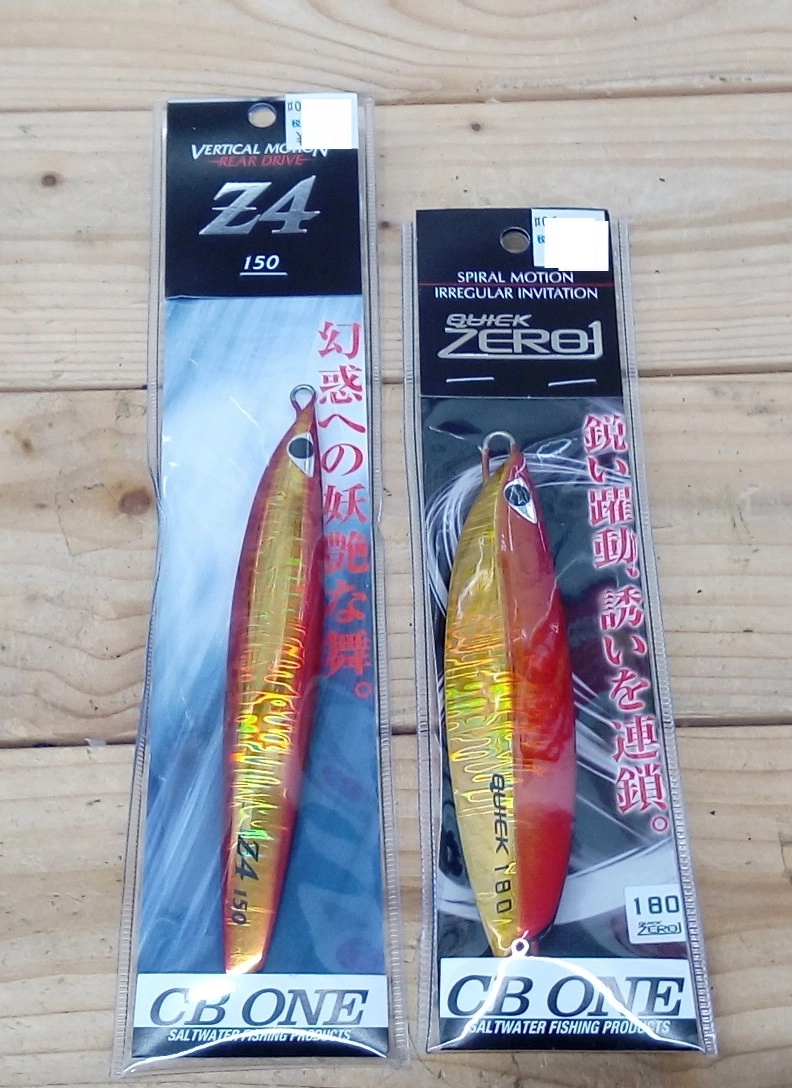 VERTICAL MOTION
REAR DRIVE
Z4
150
幻惑への妖艶な舞。
Z4 150
CB ONE
SALTWATER FISHING PRODUCTS
SPIRAL MOTION
IRREGULAR INVITATION
QUICK
ZERO1
鋭い躍動、誘いを連鎖。
QUICK 180
180
QUICK
ZERO1
CB ONE
SALTWATER FISHING PRODUCTS